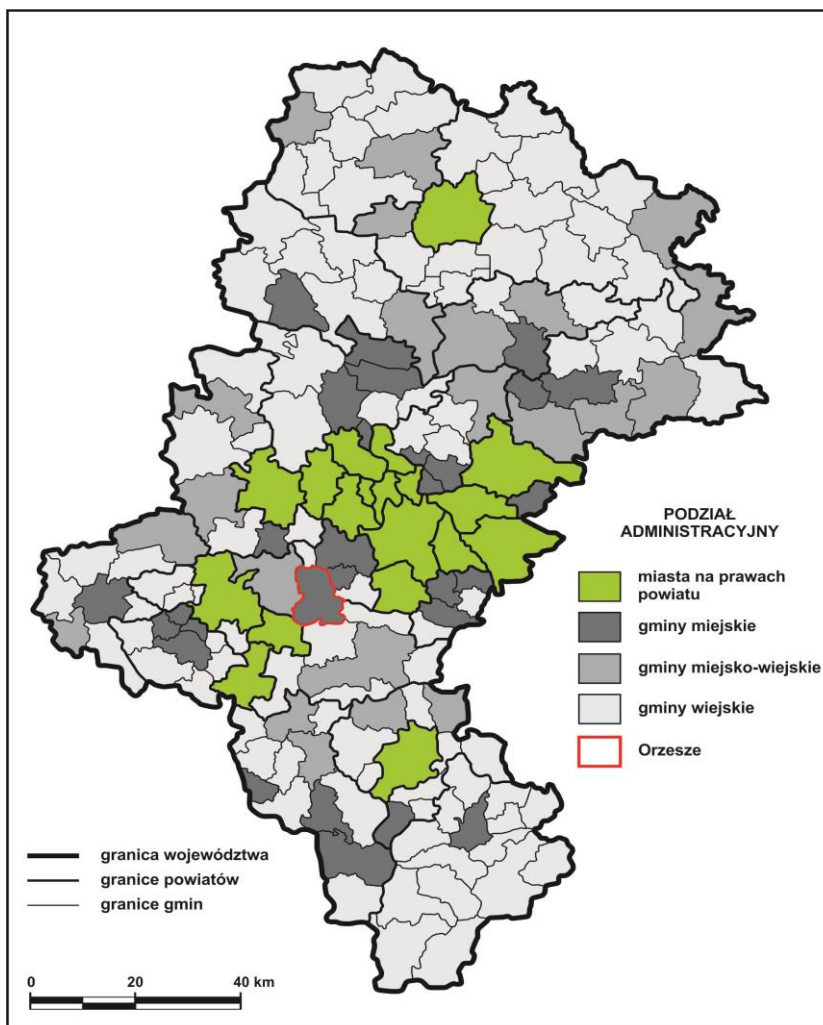 PODZIAŁ
ADMINISTRACYJNY
miasta na prawach
powiatu
gminy miejskie
gminy miejsko-wiejskie
gminy wiejskie
Orzesze
granica województwa
granice powiatów
granice gmin
0 20 40 km